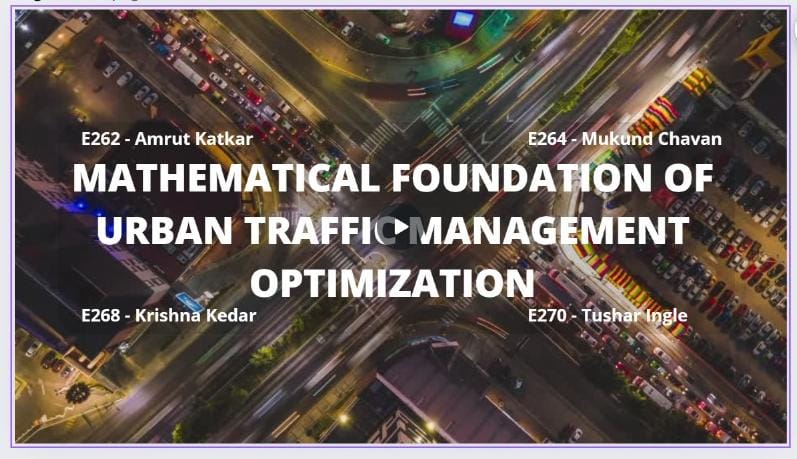 E262 - Amrut Katkar
E264 - Mukund Chavan
MATHEMATICAL FOUNDATION OF
URBAN TRAFFIC MANAGEMENT
OPTIMIZATION
E268 - Krishna Kedar
E270 - Tushar Ingle